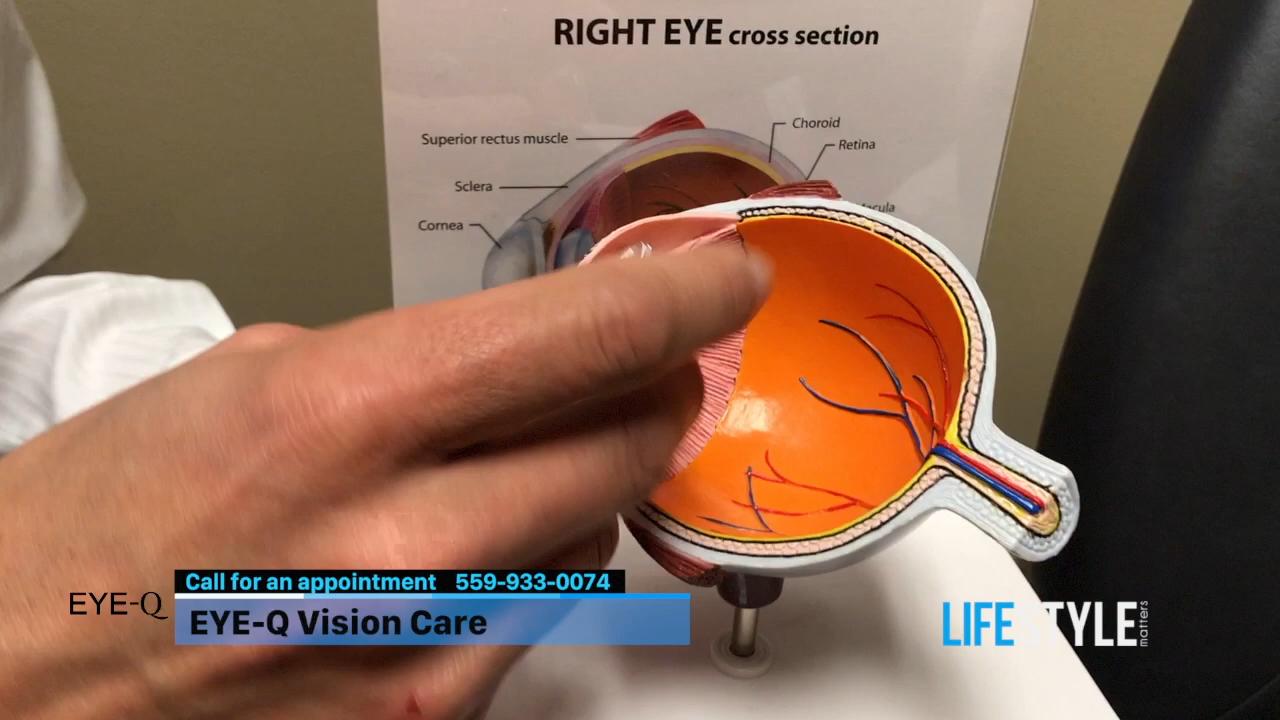 RIGHT EYE cross section
Choroid
Superior rectus muscle
Retina
Sclera
Cornea
Call for an appointment 559-933-0074
EYE-Q
EYE-Q Vision Care
LIFESTYLE
matters